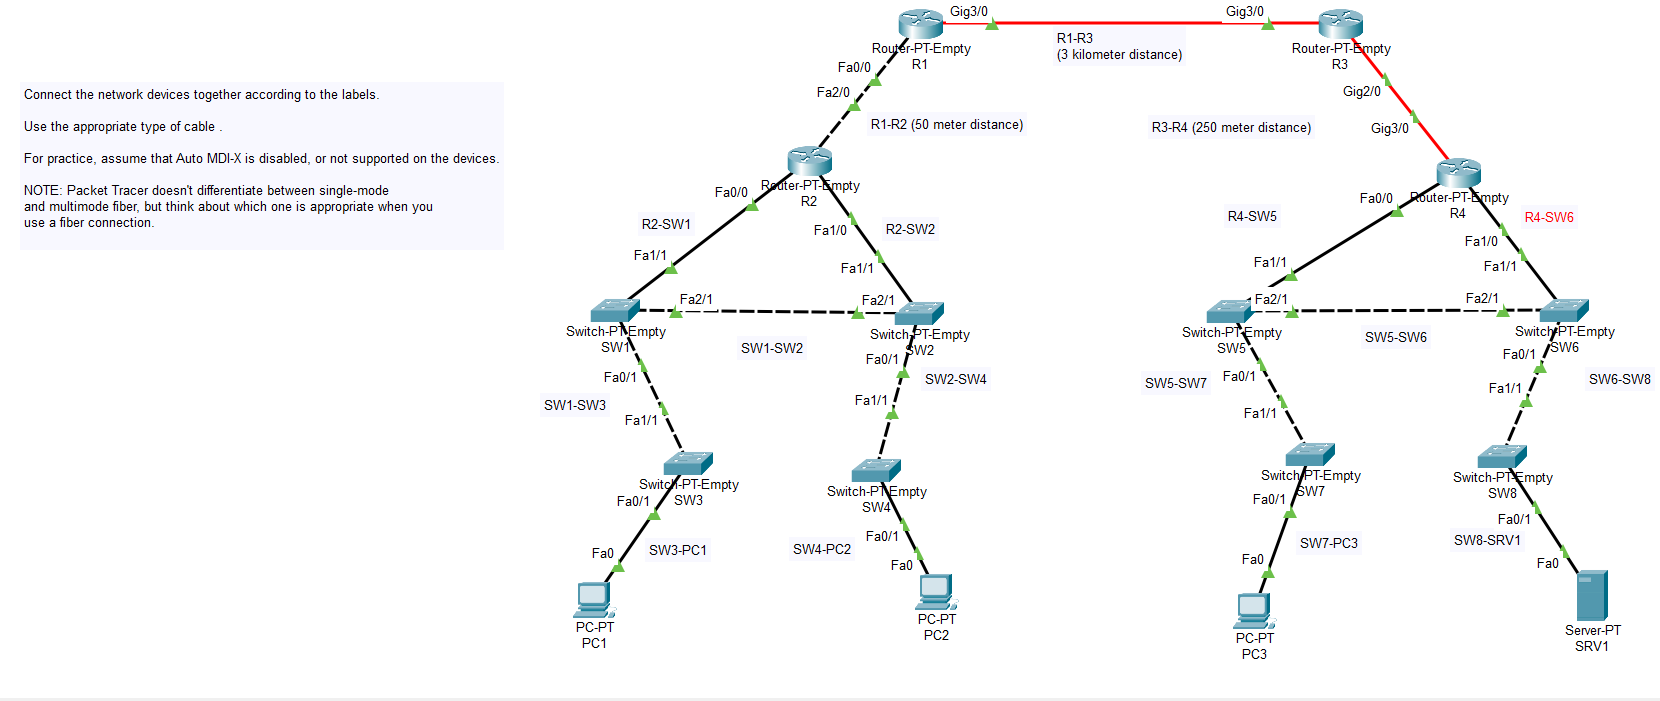 Gig3/0
Gig3/0
R1-R3
(3 kilometer distance)
Router-PT-Empty
R1
Router-PT-Empty
R3
Fa0/0
Fa2/0
Gig2/0
Gig3/0
Connect the network devices together according to the labels.
Use the appropriate type of cable .
For practice, assume that Auto MDI-X is disabled, or not supported on the devices.
NOTE: Packet Tracer doesn't differentiate between single-mode
and multimode fiber, but think about which one is appropriate when you
use a fiber connection.
R1-R2 (50 meter distance)
R3-R4 (250 meter distance)
Router-PT-Empty
R2
Router-PT-Empty
R4
Fa0/0
R2-SW1
Fa1/0
R2-SW2
Fa1/1
Fa1/1
Fa0/0
R4-SW5
Fa1/0
R4-SW6
Fa1/1
Fa1/1
Fa2/1
Fa2/1
Fa2/1
Fa2/1
Switch-PT-Empty
SW1
SW1-SW2
Switch-PT-Empty
SW2
Switch-PT-Empty
SW5
SW5-SW6
Switch-PT-Empty
SW6
Fa0/1
SW1-SW3
Fa1/1
Fa0/1
SW2-SW4
Fa1/1
SW5-SW7
Fa0/1
Fa1/1
Fa0/1
SW6-SW8
Fa1/1
Switch-PT-Empty
SW3
Switch-PT-Empty
SW4
Switch-PT-Empty
SW7
Switch-PT-Empty
SW8
Fa0/1
Fa0
SW3-PC1
SW4-PC2
Fa0/1
Fa0
Fa0/1
SW7-PC3
Fa0
Fa0/1
SW8-SRV1
Fa0
PC-PT
PC1
PC-PT
PC2
PC-PT
PC3
Server-PT
SRV1